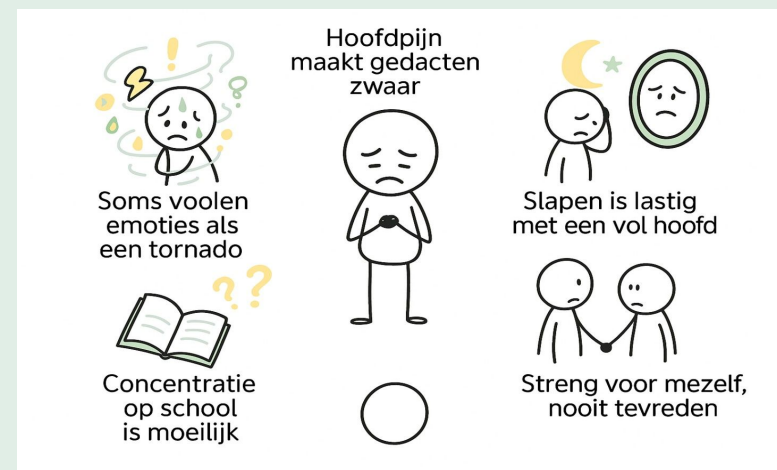 Hoofdpijn
maakt gedacten
zwaar
Soms voolen
emoties als
een tornado
Slapen is lastig
met een vol hoofd
Concentratie
op school
is moeilijk
Streng voor mezelf,
nooit tevreden